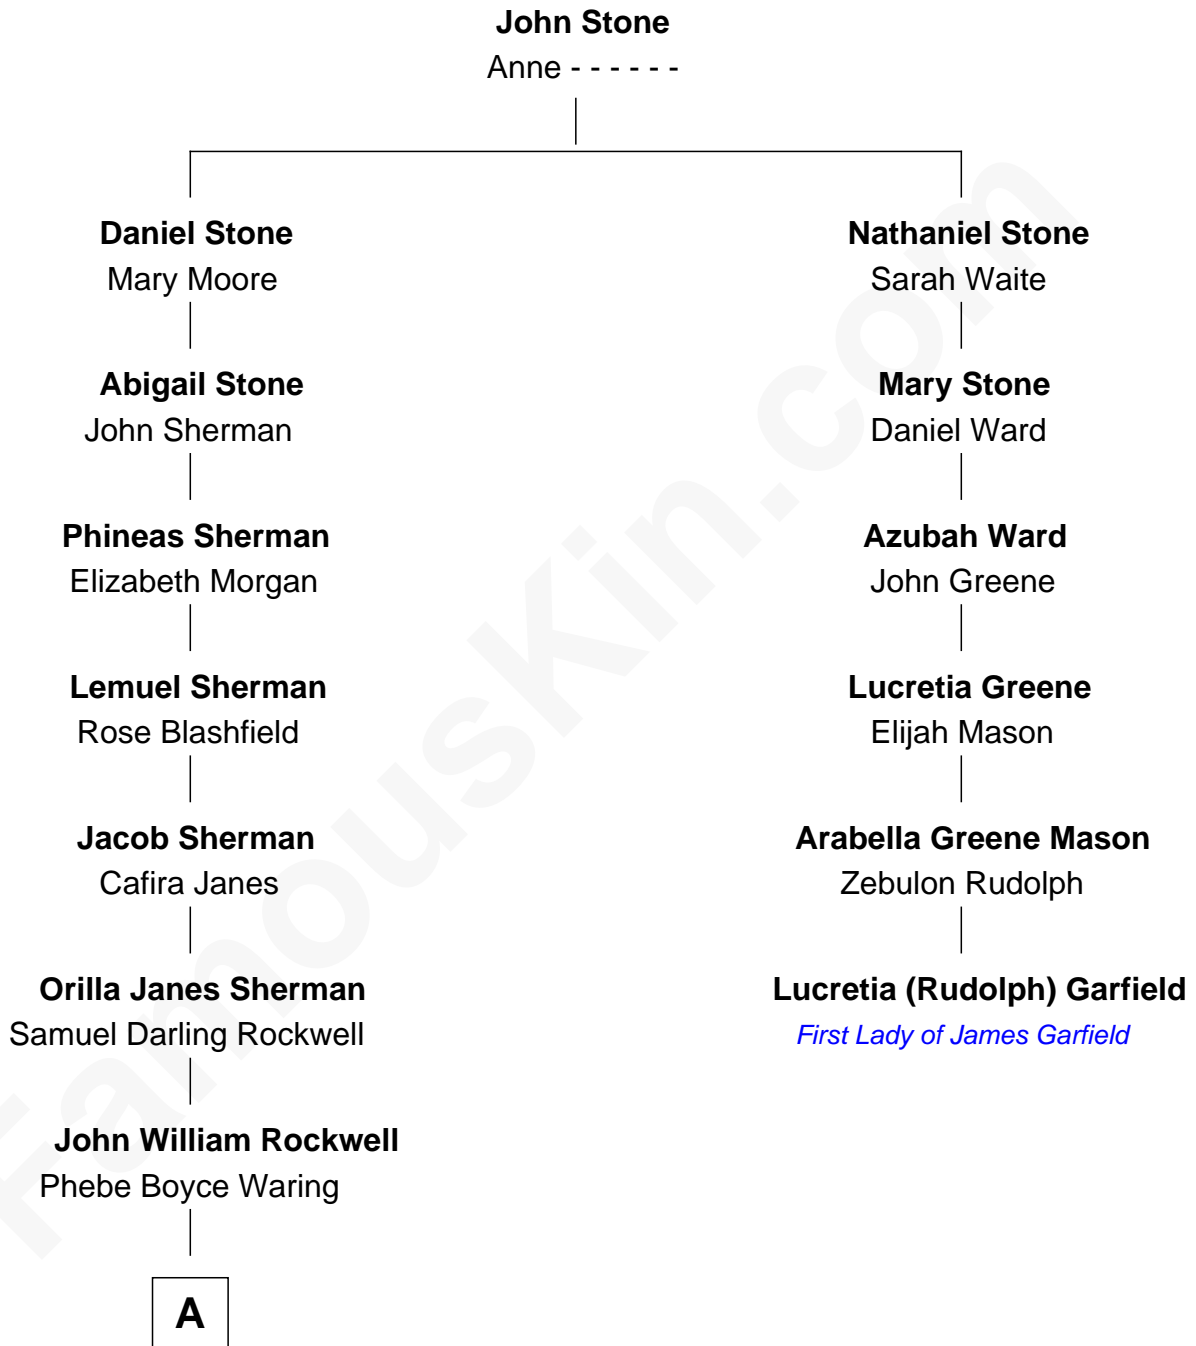 John Stone
Anne - - - - - -
Daniel Stone
Mary Moore
Nathaniel Stone
Sarah Waite
Abigail Stone
John Sherman
Mary Stone
Daniel Ward
Phineas Sherman
Elizabeth Morgan
Azubah Ward
John Greene
Lemuel Sherman
Rose Blashfield
Lucretia Greene
Elijah Mason
Jacob Sherman
Cafira Janes
Arabella Greene Mason
Zebulon Rudolph
Orilla Janes Sherman
Samuel Darling Rockwell
Lucretia (Rudolph) Garfield
First Lady of James Garfield
John William Rockwell
Phebe Boyce Waring
A
FamousKin.com